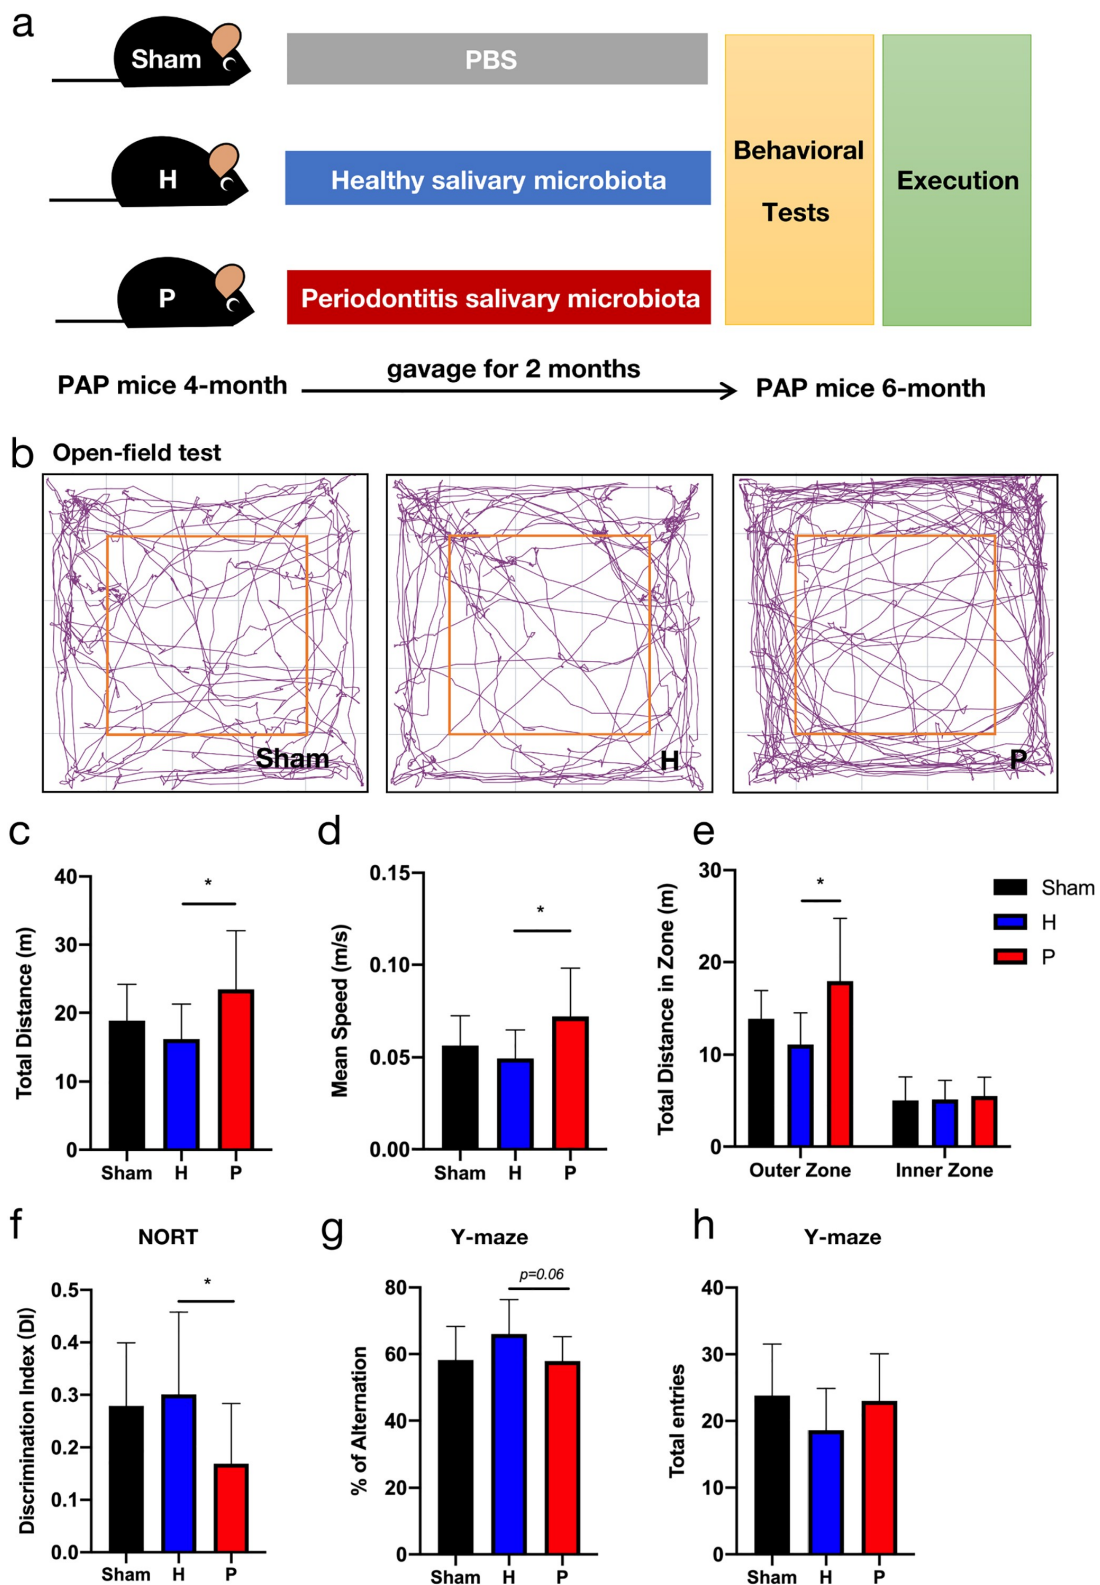 a
Sham
PBS
H
Healthy salivary microbiota
P
Periodontitis salivary microbiota
Behavioral
Tests
Execution
PAP mice 4-month
gavage for 2 months
PAP mice 6-month
b
Open-field test
Sham
H
P
c
Total Distance (m)
40
30
20
10
0
*
Sham H P
d
Mean Speed (m/s)
0.15
0.10
0.05
0.00
*
Sham H P
e
Total Distance in Zone (m)
30
20
10
0
*
Outer Zone Inner Zone
Sham
H
P
f
NORT
Discrimination Index (DI)
0.5
0.4
0.3
0.2
0.1
0.0
*
Sham H P
g
Y-maze
% of Alternation
80
60
40
20
0
p=0.06
Sham H P
h
Y-maze
Total entries
40
30
20
10
0
Sham H P